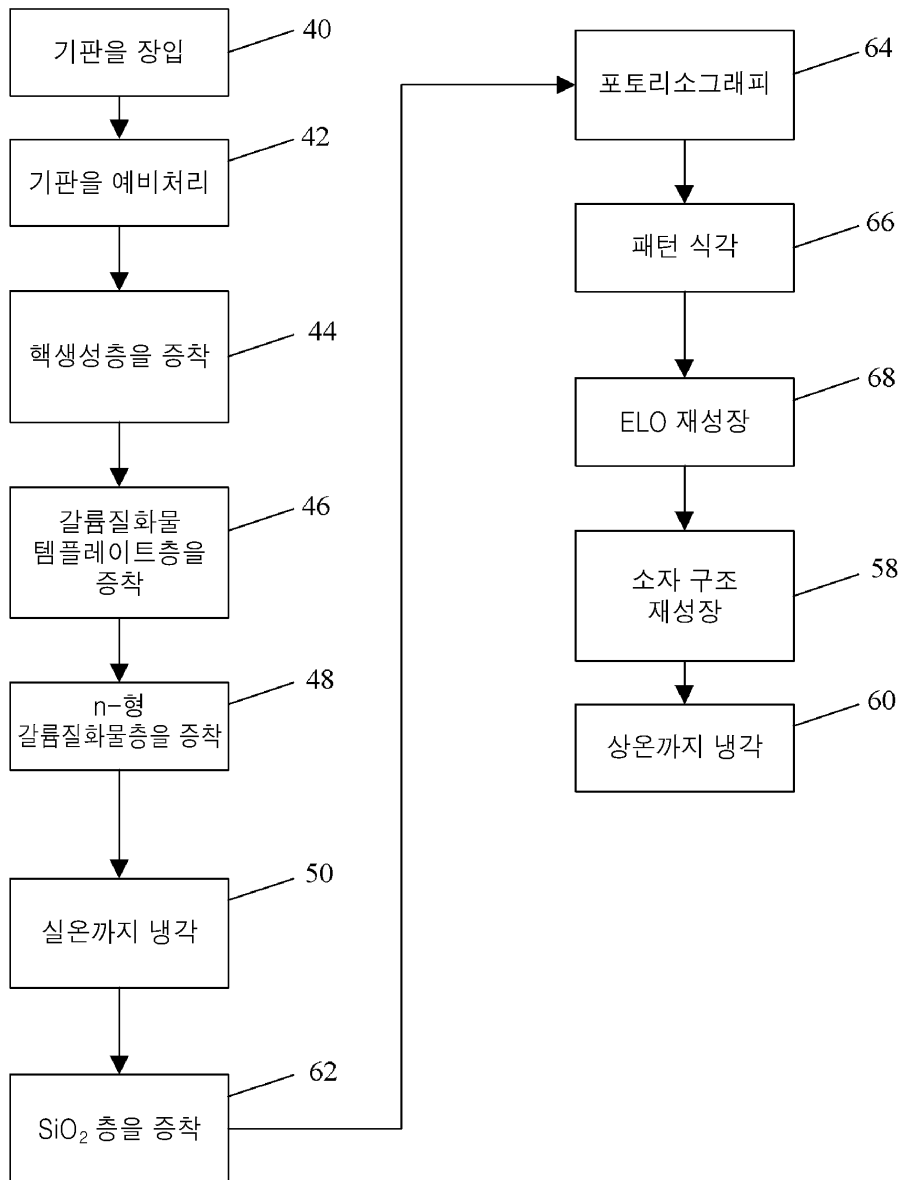 기판을 장입
40
기판을 예비처리
42
핵생성층을 증착
44
갈륨질화물
템플레이트층을
증착
46
n-형
갈륨질화물층을 증착
48
실온까지 냉각
50
SiO₂ 층을 증착
62
포토리소그래피
64
패턴 식각
66
ELO 재성장
68
소자 구조
재성장
58
상온까지 냉각
60